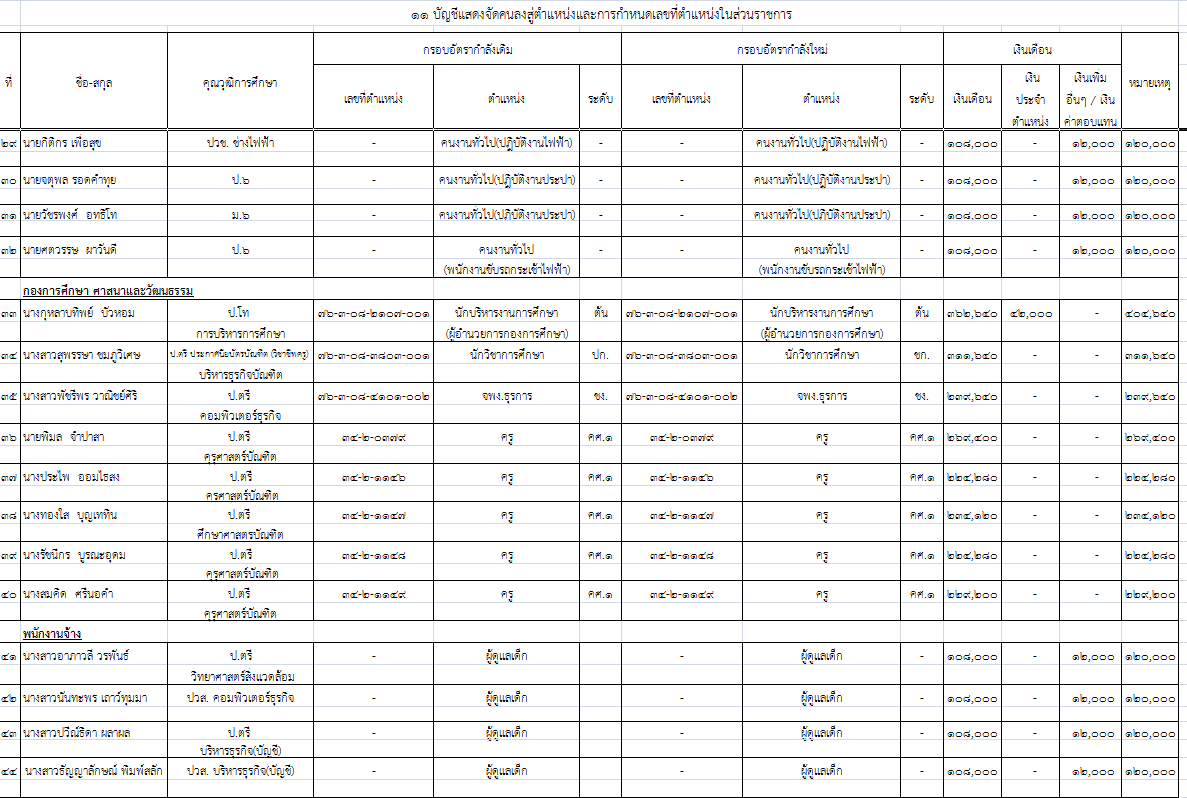 ๑๑ บัญชีแสดงจัดคนลงสู่ตำแหน่งและการกำหนดเลขที่ตำแหน่งในส่วนราชการ
ที่ ชื่อ-สกุล คุณวุฒิการศึกษา กรอบอัตรากำลังเดิม กรอบอัตรากำลังใหม่ เงินเดือน หมายเหตุ
เลขที่ตำแหน่ง ตำแหน่ง ระดับ เลขที่ตำแหน่ง ตำแหน่ง ระดับ เงินเดือน เงินประจำตำแหน่ง เงินเพิ่มอื่นๆ / เงินค่าตอบแทน
๒๙ นายกิติกร เพื่อสุข ปวช. ช่างไฟฟ้า - คนงานทั่วไป(ปฏิบัติงานไฟฟ้า) - - คนงานทั่วไป(ปฏิบัติงานไฟฟ้า) - ๑๐๘,๐๐๐ - ๑๒,๐๐๐ ๑๒๐,๐๐๐
๓๐ นายจตุพล รอดคำทุย ป.๖ - คนงานทั่วไป(ปฏิบัติงานประปา) - - คนงานทั่วไป(ปฏิบัติงานประปา) - ๑๐๘,๐๐๐ - ๑๒,๐๐๐ ๑๒๐,๐๐๐
๓๑ นายวัชรพงศ์ อทธิโท ม.๖ - คนงานทั่วไป(ปฏิบัติงานประปา) - - คนงานทั่วไป(ปฏิบัติงานประปา) - ๑๐๘,๐๐๐ - ๑๒,๐๐๐ ๑๒๐,๐๐๐
๓๒ นายศตวรรษ ผาวันดี ป.๖ - คนงานทั่วไป - - คนงานทั่วไป - ๑๐๘,๐๐๐ - ๑๒,๐๐๐ ๑๒๐,๐๐๐
(พนักงานขับรถกระเช้าไฟฟ้า) (พนักงานขับรถกระเช้าไฟฟ้า)
กองการศึกษา ศาสนาและวัฒนธรรม
๓๓ นางกุหลาบทิพย์ บัวหอม ป.โท ๗๖-๓-๐๘-๒๑๐๗-๐๐๑ นักบริหารงานการศึกษา ต้น ๗๖-๓-๐๘-๒๑๐๗-๐๐๑ นักบริหารงานการศึกษา ต้น ๓๖๒,๖๔๐ ๔๒,๐๐๐ - ๔๐๔,๖๔๐
การบริหารการศึกษา (ผู้อำนวยการกองการศึกษา) (ผู้อำนวยการกองการศึกษา)
๓๔ นางสาวสุพรรษา ชมภูวิเศษ ป.ตรี ประกาศนียบัตรบัณฑิต (วิชาชีพครู) ๗๖-๓-๐๘-๓๘๐๓-๐๐๑ นักวิชาการศึกษา ปก. ๗๖-๓-๐๘-๓๘๐๓-๐๐๑ นักวิชาการศึกษา ชก. ๓๑๑,๖๔๐ - - ๓๑๑,๖๔๐
บริหารธุรกิจบัณฑิต
๓๕ นางสาวพัชรีพร วาณิชย์ศิริ ป.ตรี ๗๖-๓-๐๘-๔๑๐๑-๐๐๒ จพง.ธุรการ ชง. ๗๖-๓-๐๘-๔๑๐๑-๐๐๒ จพง.ธุรการ ชง. ๒๓๙,๖๔๐ - - ๒๓๙,๖๔๐
คอมพิวเตอร์ธุรกิจ
๓๖ นายพิมล จำปาสา ป.ตรี ๓๔-๒-๐๓๗๙ ครู คศ.๑ ๓๔-๒-๐๓๗๙ ครู คศ.๑ ๒๖๙,๔๐๐ - - ๒๖๙,๔๐๐
ครุศาสตร์บัณฑิต
๓๗ นางประไพ ออมไธสง ป.ตรี ๓๔-๒-๑๑๔๖ ครู คศ.๑ ๓๔-๒-๑๑๔๖ ครู คศ.๑ ๒๒๔,๒๘๐ - - ๒๒๔,๒๘๐
ครุศาสตร์บัณฑิต
๓๘ นางทองใส บุญเททิน ป.ตรี ๓๔-๒-๑๑๔๗ ครู คศ.๑ ๓๔-๒-๑๑๔๗ ครู คศ.๑ ๒๓๔,๑๒๐ - - ๒๓๔,๑๒๐
ศึกษาศาสตรบัณฑิต
๓๙ นางรัชนีกร บูรณะอุดม ป.ตรี ๓๔-๒-๑๑๔๘ ครู คศ.๑ ๓๔-๒-๑๑๔๘ ครู คศ.๑ ๒๒๔,๒๘๐ - - ๒๒๔,๒๘๐
ครุศาสตร์บัณฑิต
๔๐ นางสมคิด ศรีนอคำ ป.ตรี ๓๔-๒-๑๑๔๙ ครู คศ.๑ ๓๔-๒-๑๑๔๙ ครู คศ.๑ ๒๒๙,๒๐๐ - - ๒๒๙,๒๐๐
ครุศาสตร์บัณฑิต
พนักงานจ้าง
๔๑ นางสาวอาภาวลี วรพันธ์ ป.ตรี - ผู้ดูแลเด็ก - ผู้ดูแลเด็ก - ๑๐๘,๐๐๐ - ๑๒,๐๐๐ ๑๒๐,๐๐๐
วิทยาศาสตร์สิ่งแวดล้อม
๔๒ นางสาวนันทะพร เถาว์ทุมมา ปวส. คอมพิวเตอร์ธุรกิจ - ผู้ดูแลเด็ก - ผู้ดูแลเด็ก - ๑๐๘,๐๐๐ - ๑๒,๐๐๐ ๑๒๐,๐๐๐
๔๓ นางสาวปวีณ์ธิดา ผลาผล ป.ตรี - ผู้ดูแลเด็ก - ผู้ดูแลเด็ก - ๑๐๘,๐๐๐ - ๑๒,๐๐๐ ๑๒๐,๐๐๐
บริหารธุรกิจ(บัญชี)
๔๔ นางสาวธัญญาลักษณ์ พิมพ์สลัก ปวส. บริหารธุรกิจ(บัญชี) - ผู้ดูแลเด็ก - ผู้ดูแลเด็ก - ๑๐๘,๐๐๐ - ๑๒,๐๐๐ ๑๒๐,๐๐๐